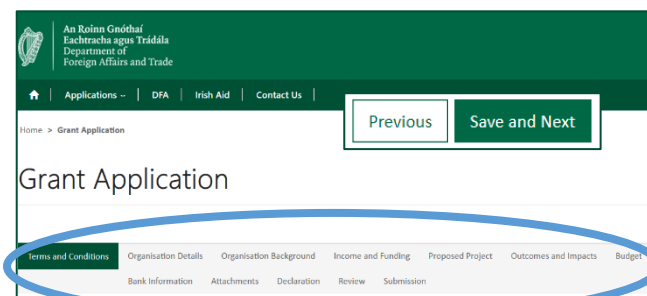 An Roinn Gnóthaí
Eachtracha agus Trádála
Department of
Foreign Affairs and Trade
Applications
DFA
Irish Aid
Contact Us
Previous
Save and Next
Home > Grant Application
Grant Application
Terms and Conditions
Organisation Details
Organisation Background
Income and Funding
Proposed Project
Outcomes and Impacts
Budget
Bank Information
Attachments
Declaration
Review
Submission